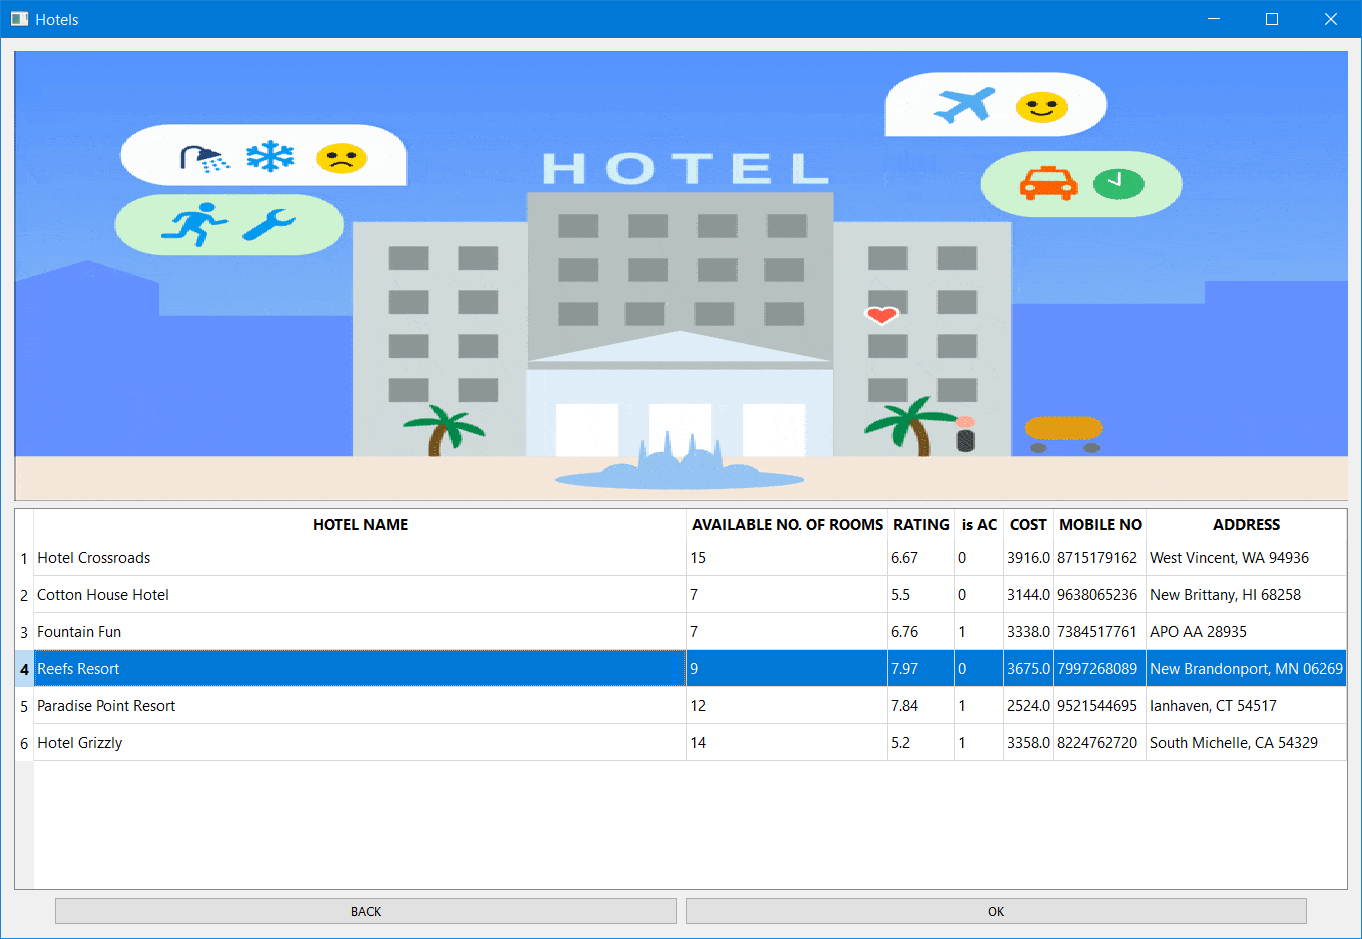 Hotels
HOTEL
HOTEL NAME AVAILABLE NO. OF ROOMS RATING is AC COST MOBILE NO ADDRESS
1 Hotel Crossroads 15 6.67 0 3916.0 8715179162 West Vincent, WA 94936
2 Cotton House Hotel 7 5.5 0 3144.0 9638065236 New Brittany, HI 68258
3 Fountain Fun 7 6.76 1 3338.0 7384517761 APO AA 28935
4 Reefs Resort 9 7.97 0 3675.0 7997268089 New Brandonport, MN 06269
5 Paradise Point Resort 12 7.84 1 2524.0 9521544695 Ianhaven, CT 54517
6 Hotel Grizzly 14 5.2 1 3358.0 8224762720 South Michelle, CA 54329
BACK OK